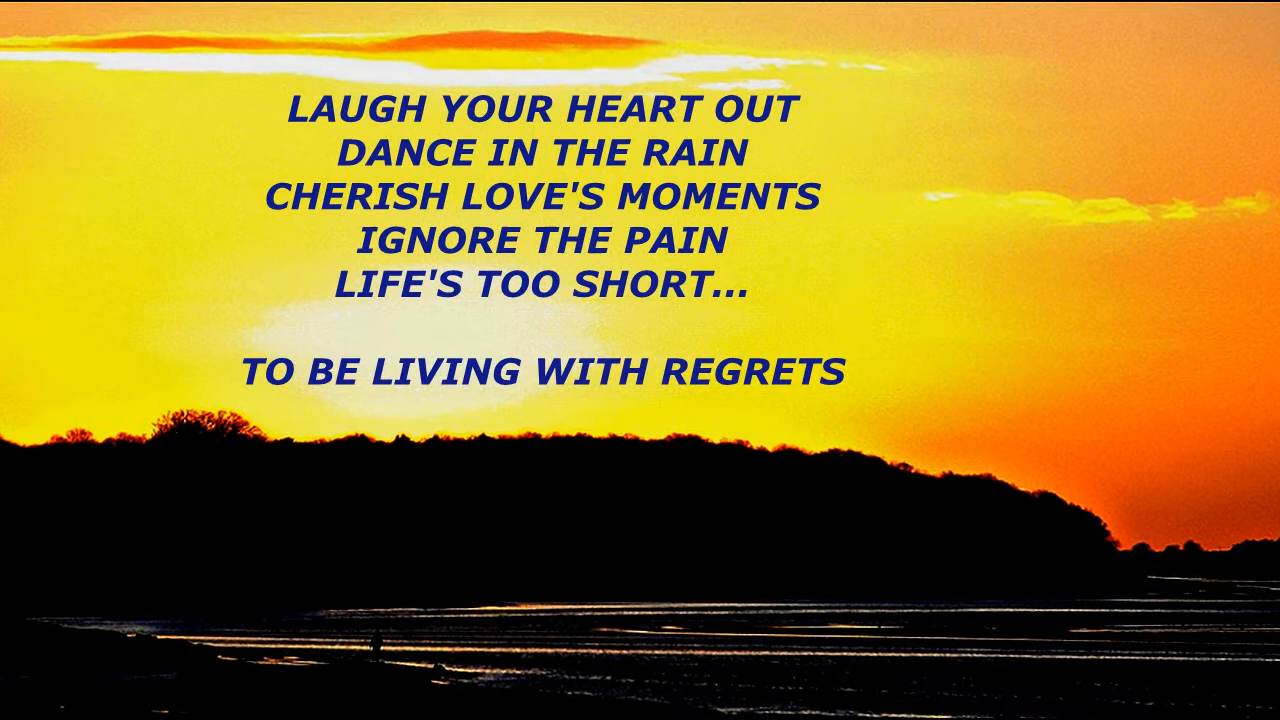 LAUGH YOUR HEART OUT
DANCE IN THE RAIN
CHERISH LOVE'S MOMENTS
IGNORE THE PAIN
LIFE'S TOO SHORT...
TO BE LIVING WITH REGRETS